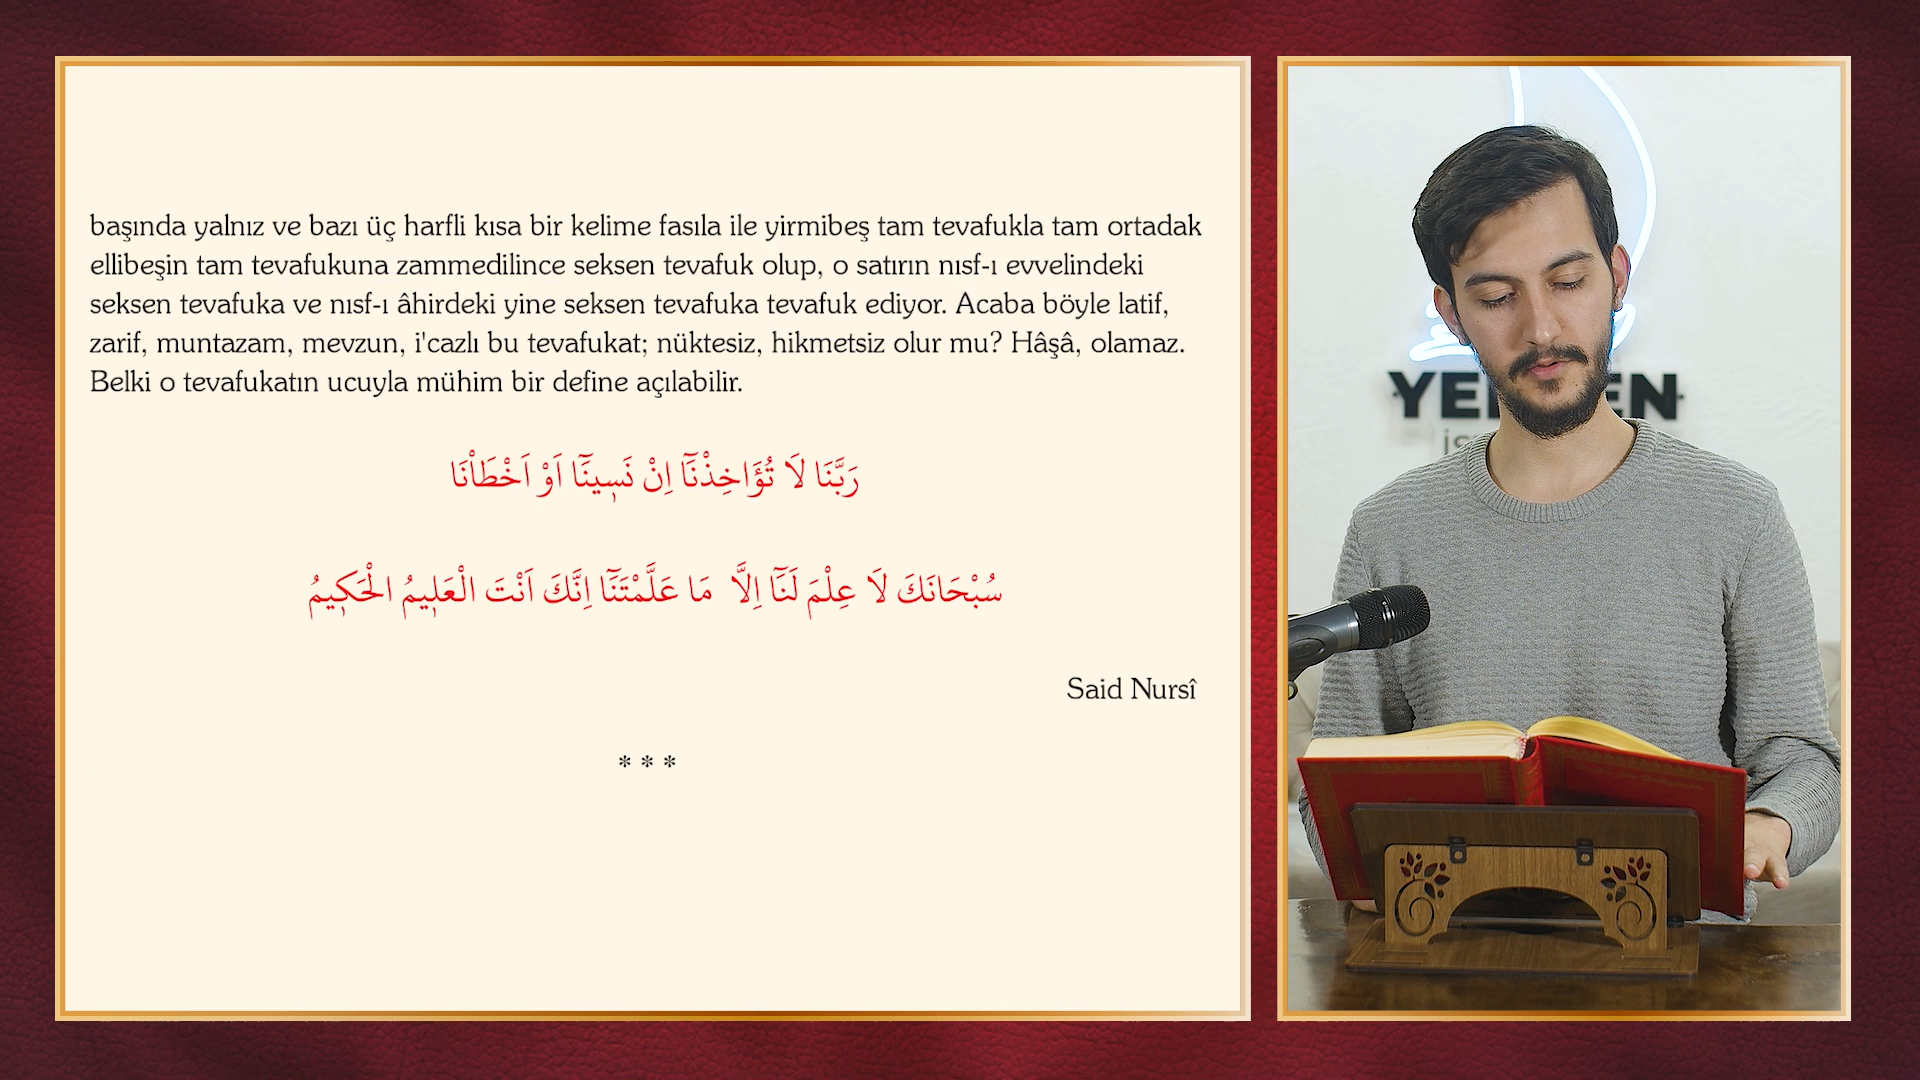 başında yalnız ve bazı üç harfli kısa bir kelime fasıla ile yirmibeş tam tevafukla tam ortadak
ellibeşin tam tevafukuna zammedilince seksen tevafuk olup, o satırın nısf-ı evvelindeki
seksen tevafuka ve nısf-ı âhirdeki yine seksen tevafuka tevafuk ediyor. Acaba böyle latif,
zarif, muntazam, mevzun, i'cazlı bu tevafukat; nüktesiz, hikmetsiz olur mu? Hâşâ, olamaz.
Belki o tevafukatın ucuyla mühim bir define açılabilir.
رَبَّنَا لَا تُؤَاخِذْنَٓا اِنْ نَسٖينَٓا اَوْ اَخْطَاْنَا
سُبْحَانَكَ لَا عِلْمَ لَنَٓا اِلَّا مَا عَلَّمْتَنَٓا اِنَّكَ اَنْتَ الْعَلٖيمُ الْحَكٖيمُ
Said Nursî
* * *